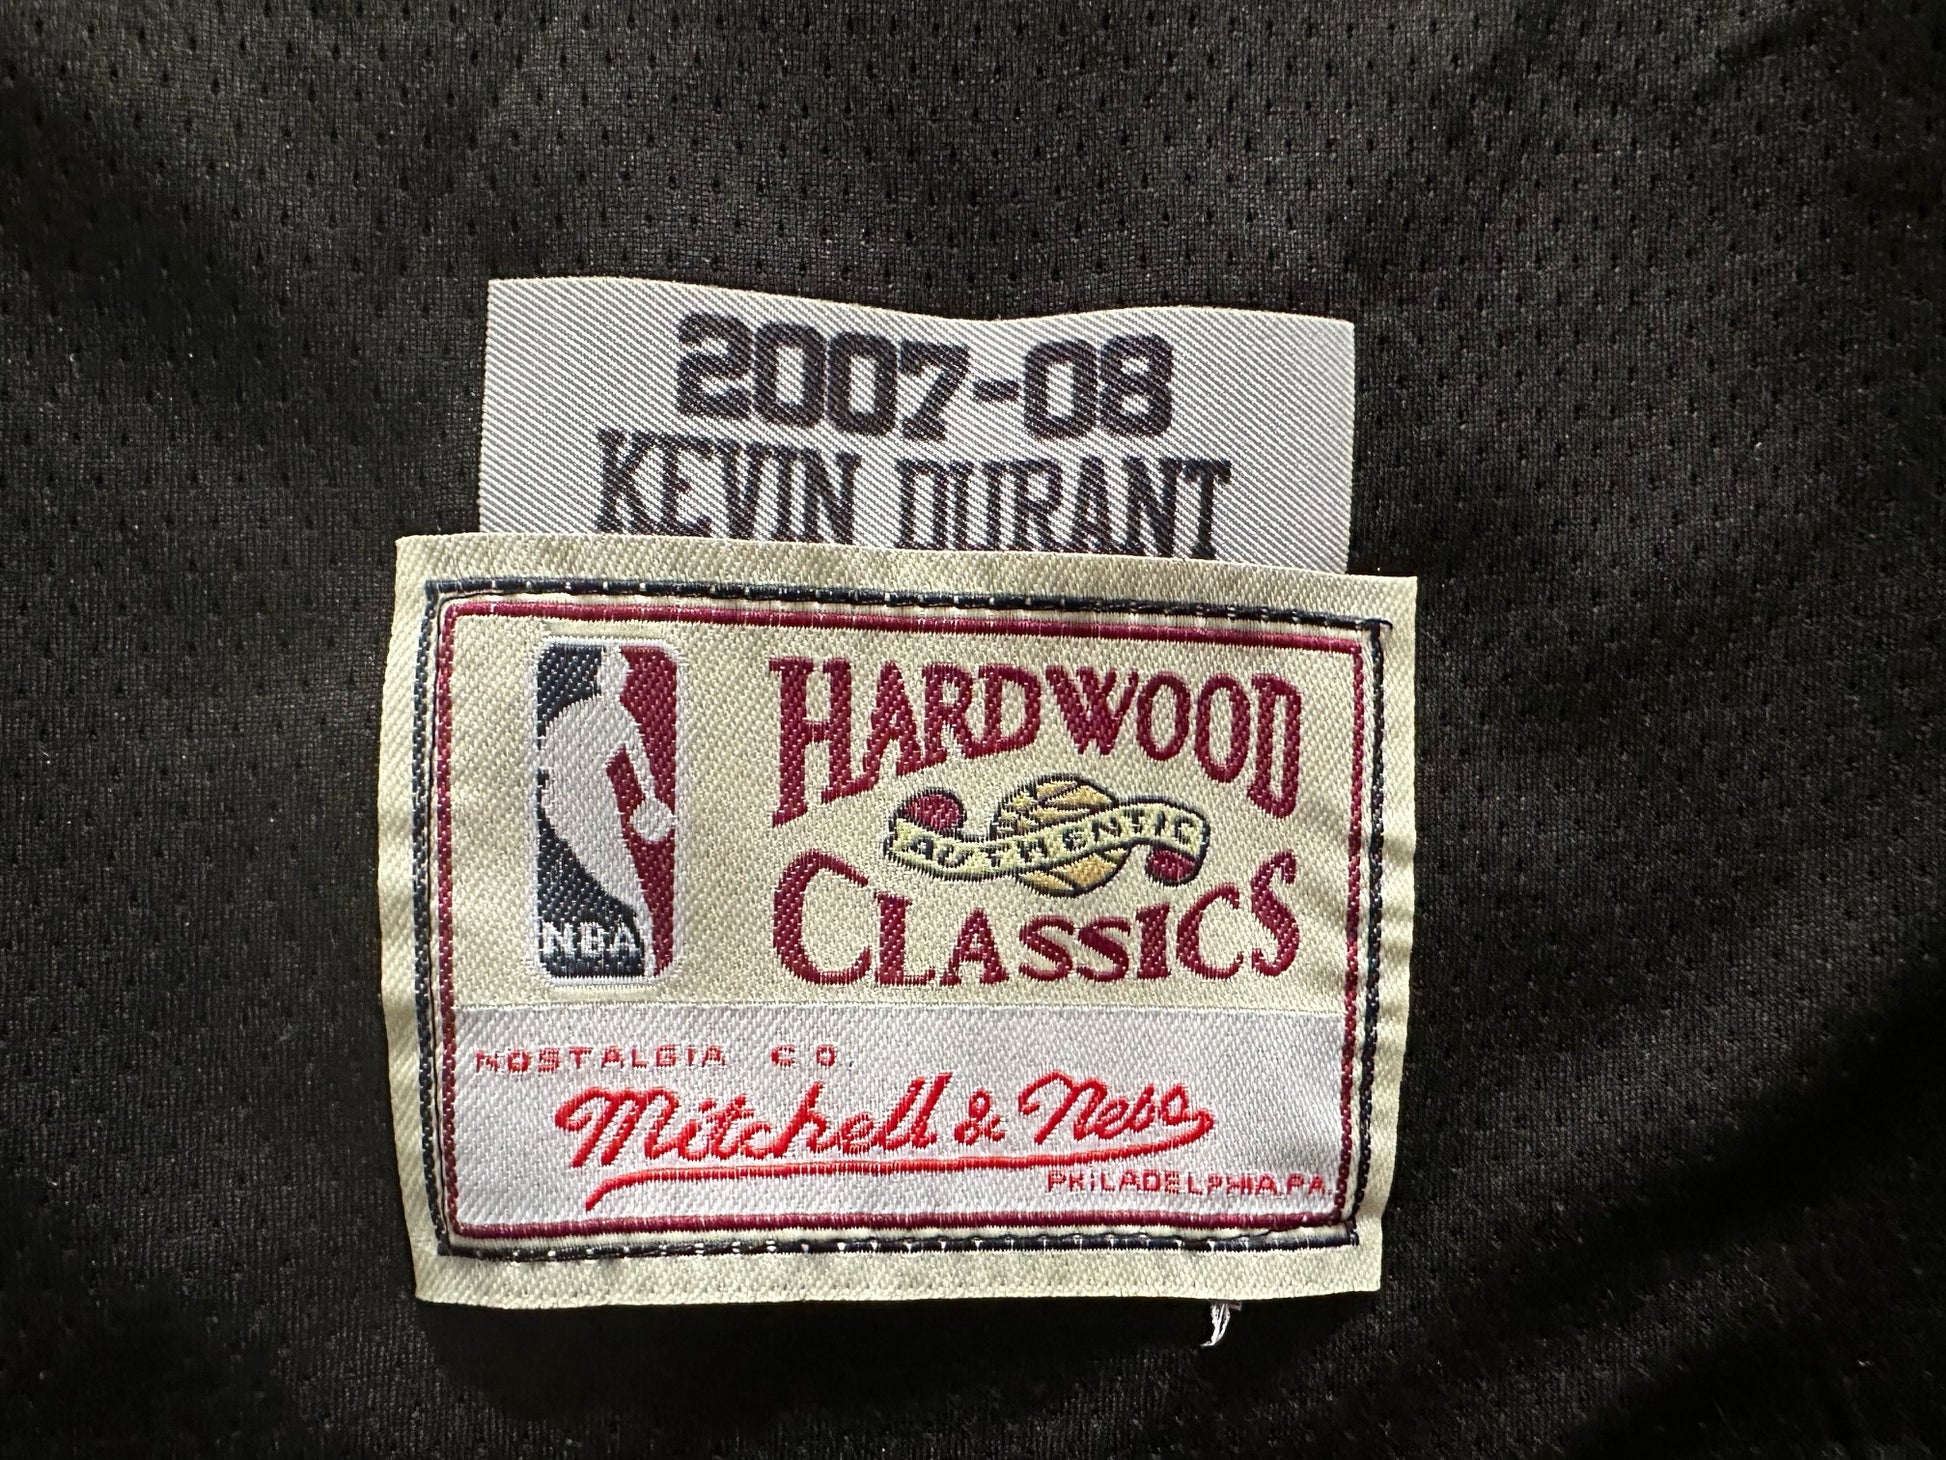 2007-08
KEVIN DURANT
HARDWOOD
AUTHENTIC
CLASSICS
NBA
NOSTALGIA CO.
Mitchell & Ness
PHILADELPHIA, PA.